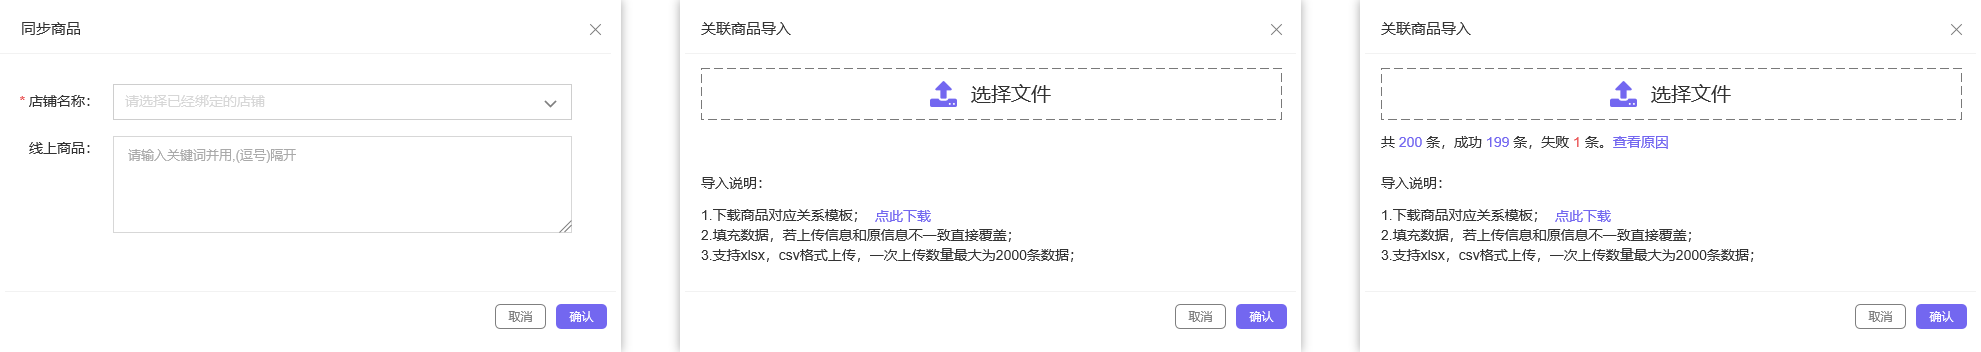 同步商品
* 店铺名称：
请选择已经绑定的店铺
线上商品：
请输入关键词并用,(逗号)隔开
取消
确认
关联商品导入
选择文件
导入说明：
1.下载商品对应关系模板； 点此下载
2.填充数据，若上传信息和原信息不一致直接覆盖；
3.支持xlsx，csv格式上传，一次上传数量最大为2000条数据；
取消
确认
关联商品导入
选择文件
共 200 条，成功 199 条，失败 1 条。查看原因
导入说明：
1.下载商品对应关系模板； 点此下载
2.填充数据，若上传信息和原信息不一致直接覆盖；
3.支持xlsx，csv格式上传，一次上传数量最大为2000条数据；
取消
确认